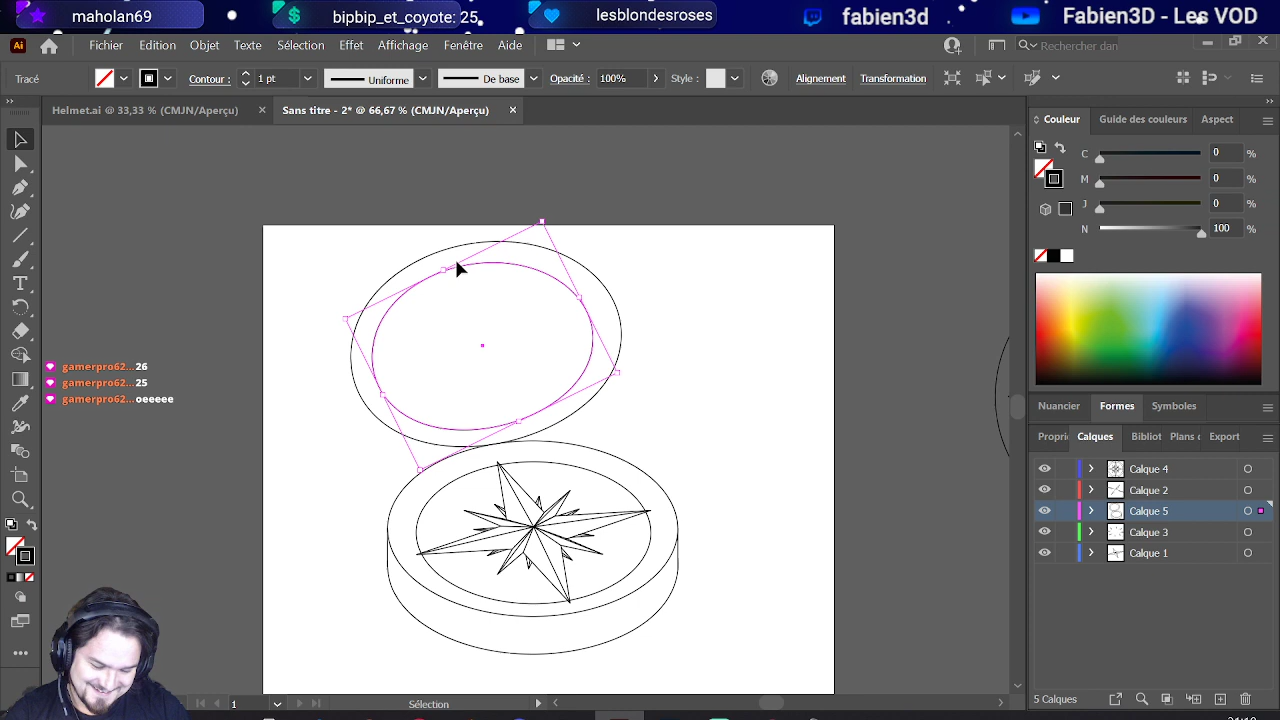 maholan69
bipbip_et_coyote: 25
lesblondesroses
fabien3d
Fabien3D - Les VOD
Ai
Fichier Edition Objet Texte Sélection Effet Affichage Fenêtre Aide
Rechercher dan
Tracé
Contour :
1 pt
Uniforme
De base
Opacité :
100%
Style :
Alignement
Transformation
Helmet.ai @ 33,33 % (CMJN/Aperçu)
Sans titre - 2* @ 66,67 % (CMJN/Aperçu)
Couleur
Guide des couleurs
Aspect
C 0 %
M 0 %
J 0 %
N 100 %
gamerpro62... 26
gamerpro62... 25
gamerpro62... oeeeee
Nuancier
Formes
Symboles
Propri
Calques
Bibliot
Plans
Export
Calque 4
Calque 2
Calque 5
Calque 3
Calque 1
5 Calques
1
Sélection